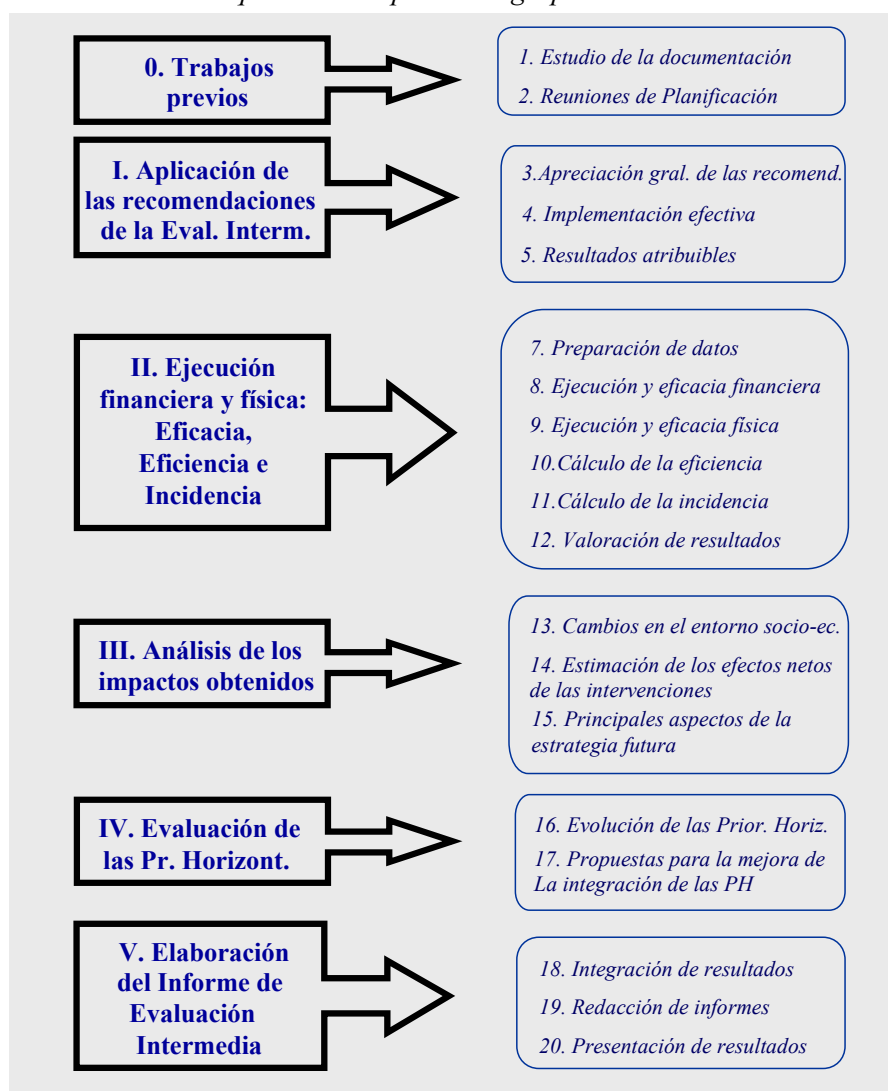 0. Trabajos
previos
1. Estudio de la documentación
2. Reuniones de Planificación
I. Aplicación de
las recomendaciones
de la Eval. Interm.
3.Apreciación gral. de las recomend.
4. Implementación efectiva
5. Resultados atribuibles
II. Ejecución
financiera y física:
Eficacia,
Eficiencia e
Incidencia
7. Preparación de datos
8. Ejecución y eficacia financiera
9. Ejecución y eficacia física
10.Cálculo de la eficiencia
11.Cálculo de la incidencia
12. Valoración de resultados
III. Análisis de los
impactos obtenidos
13. Cambios en el entorno socio-ec.
14. Estimación de los efectos netos
de las intervenciones
15. Principales aspectos de la
estrategia futura
IV. Evaluación de
las Pr. Horizont.
16. Evolución de las Prior. Horiz.
17. Propuestas para la mejora de
La integración de las PH
V. Elaboración
del Informe de
Evaluación
Intermedia
18. Integración de resultados
19. Redacción de informes
20. Presentación de resultados